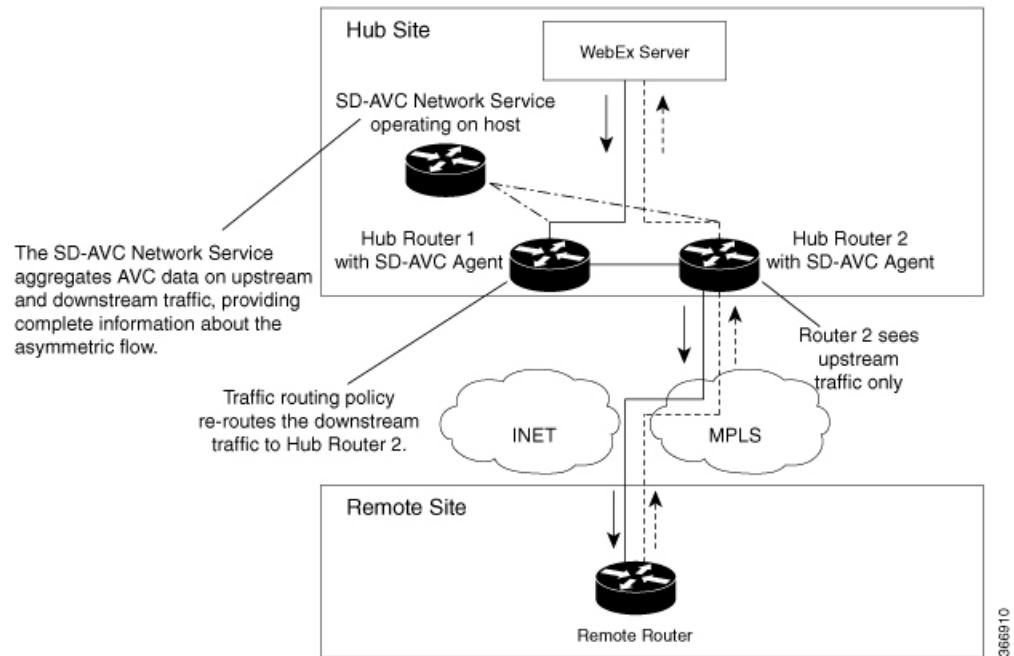 Hub Site
WebEx Server
SD-AVC Network Service
operating on host
The SD-AVC Network Service
aggregates AVC data on upstream
and downstream traffic, providing
complete information about the
asymmetric flow.
Hub Router 1
with SD-AVC Agent
Hub Router 2
with SD-AVC Agent
Router 2 sees
upstream
traffic only
Traffic routing policy
re-routes the downstream
traffic to Hub Router 2.
INET
MPLS
Remote Site
Remote Router
366910